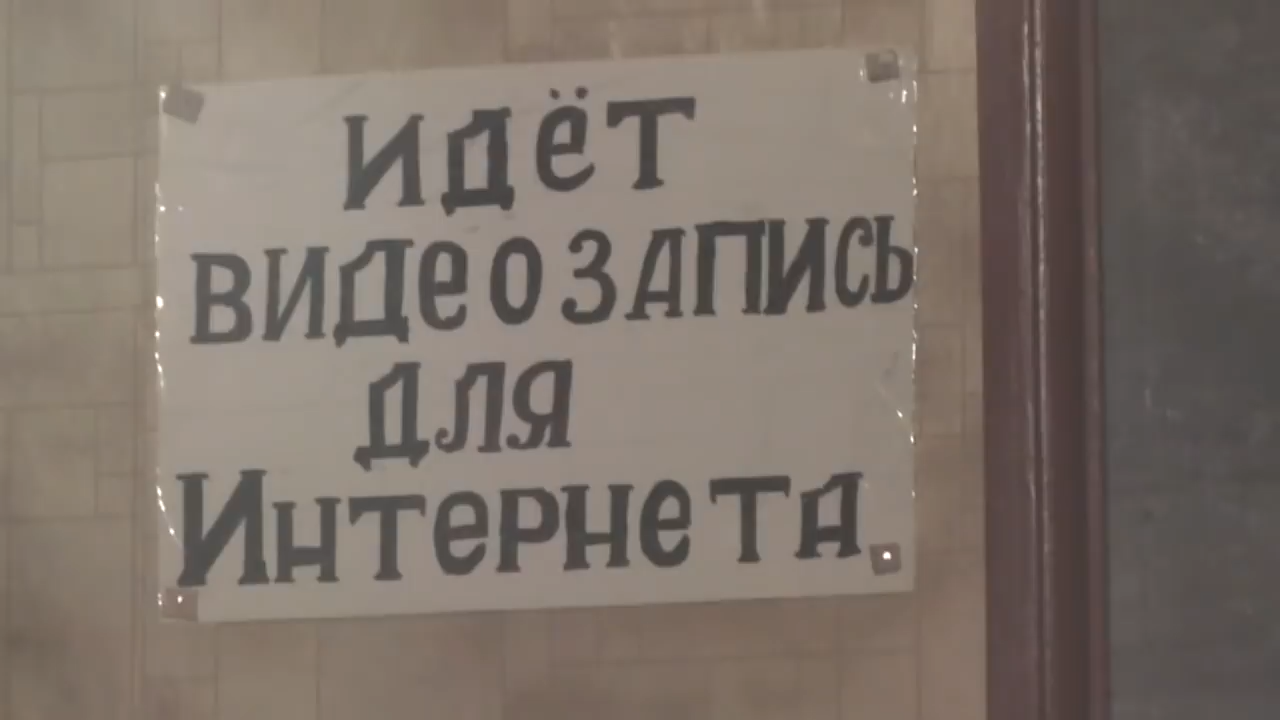 идёт
видеозапись
для
Интернета.